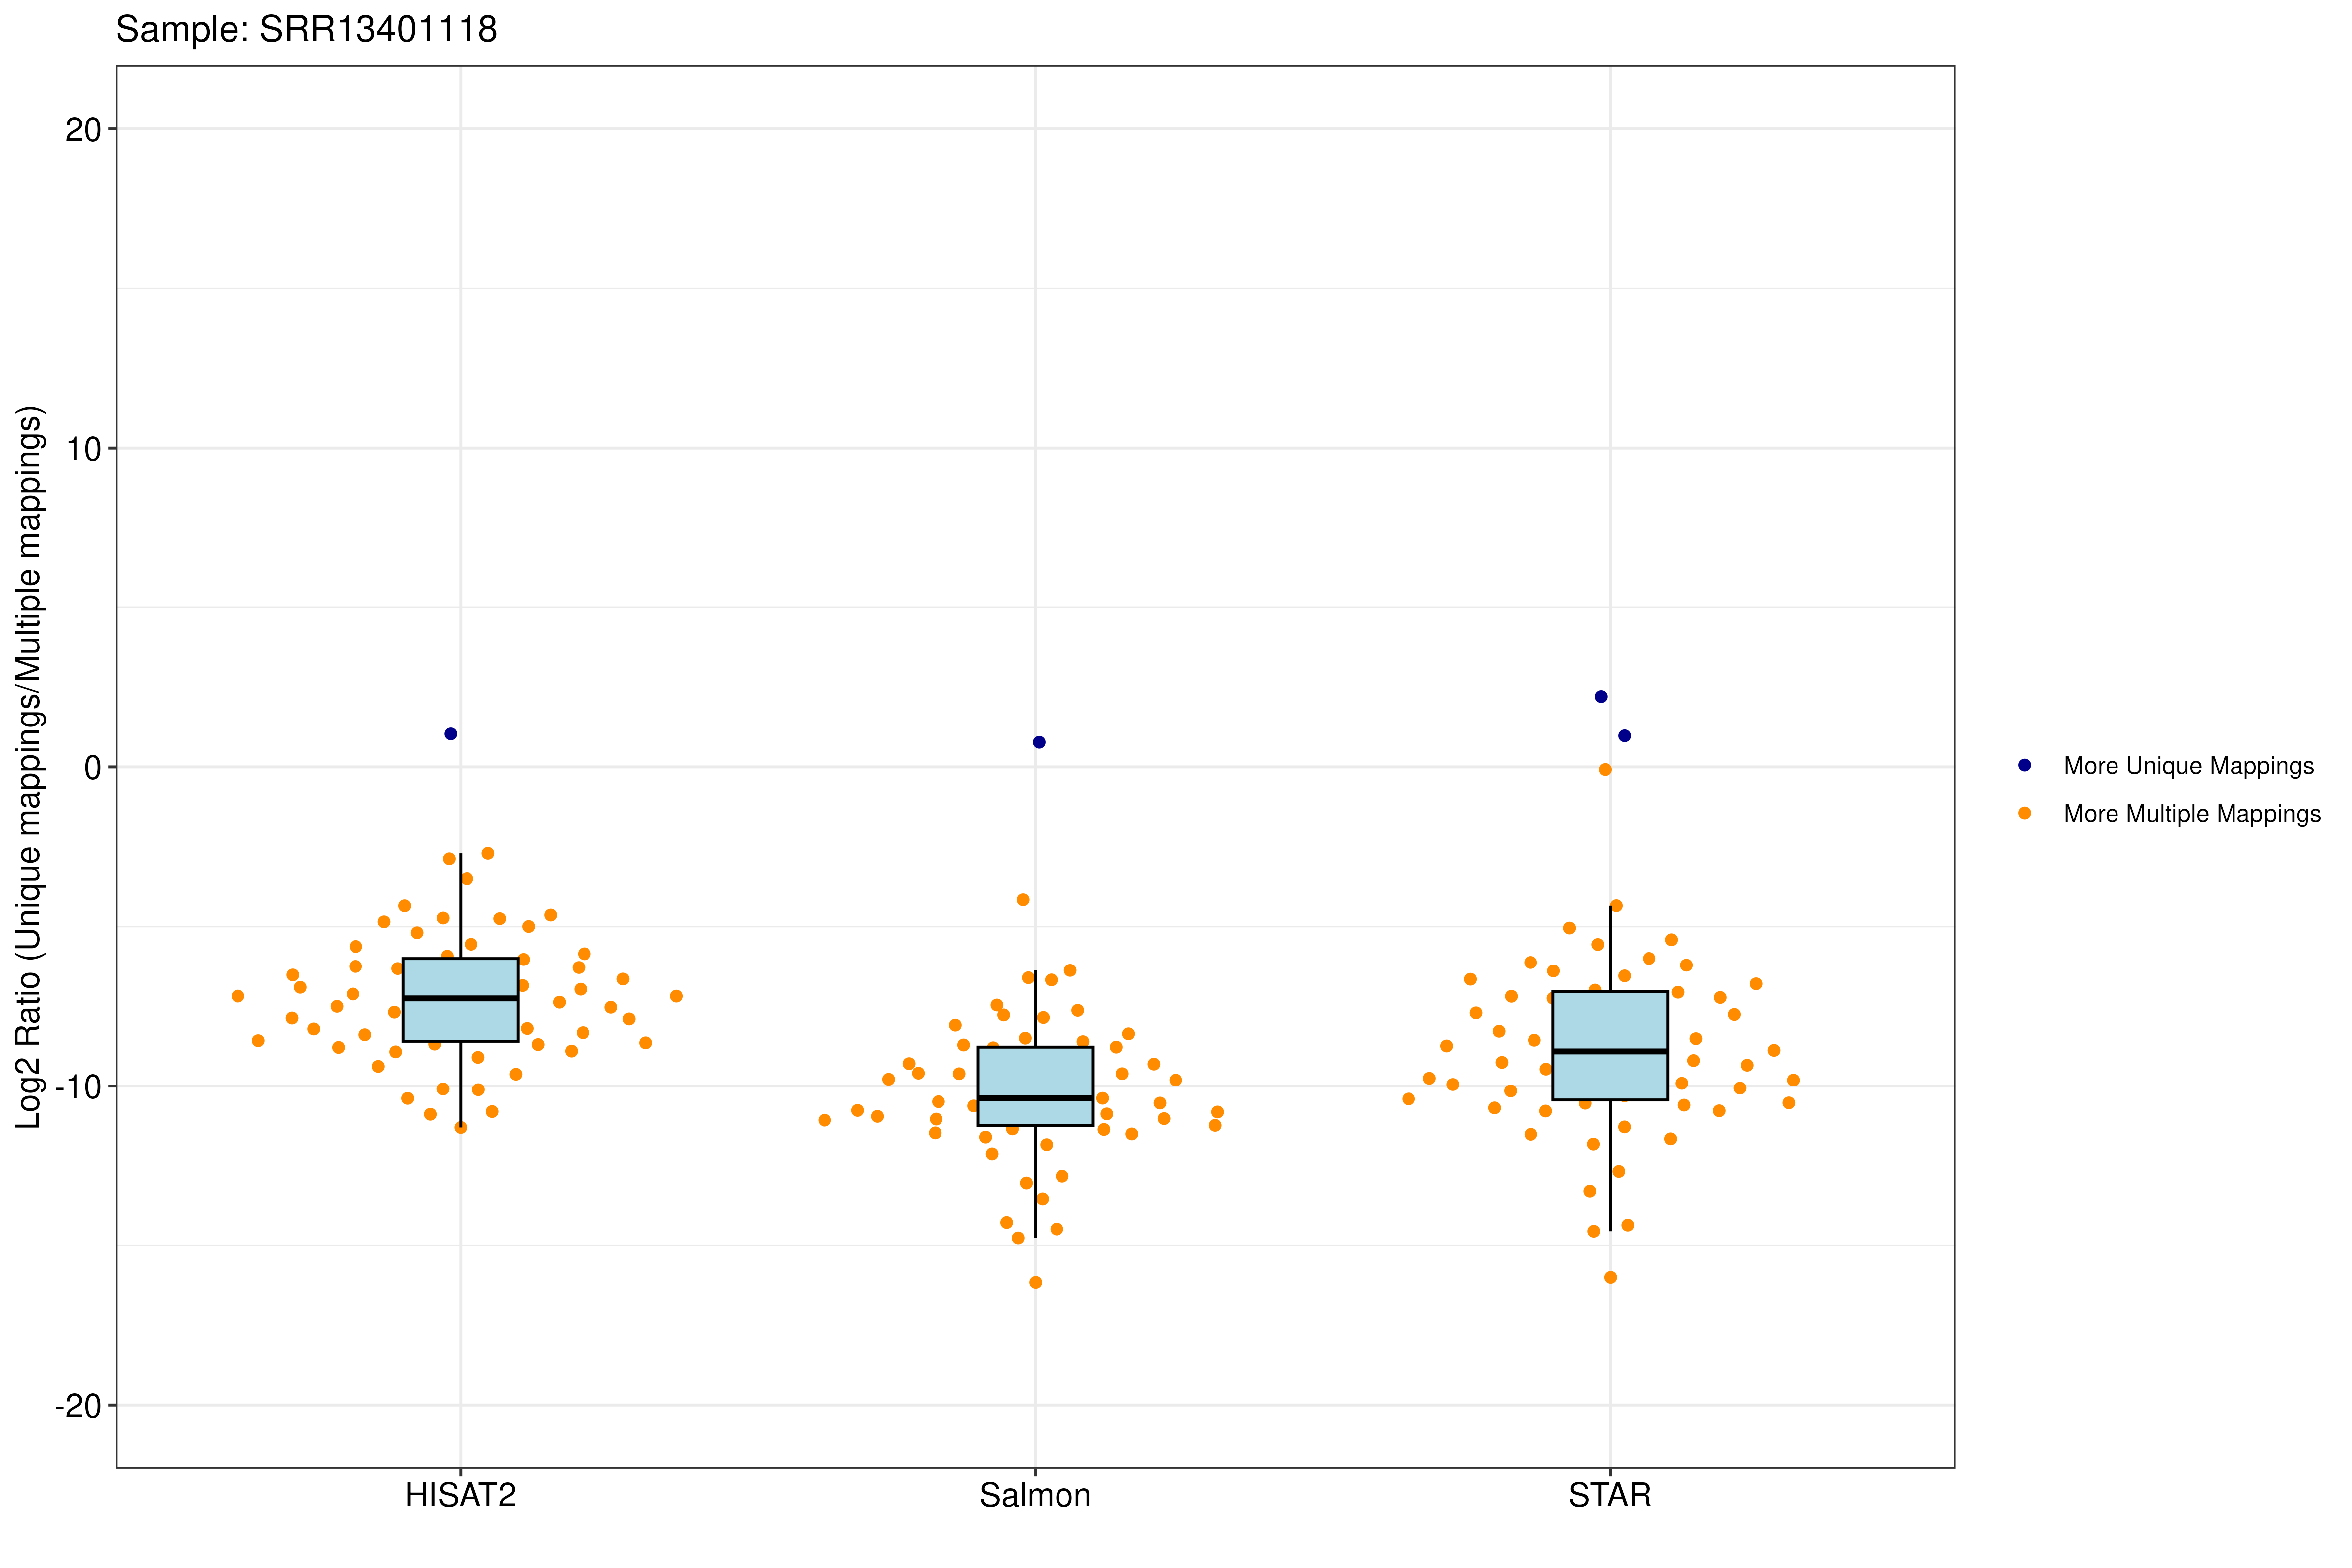 Sample: SRR13401118
Log2 Ratio (Unique mappings/Multiple mappings)
20
10
0
-10
-20
HISAT2
Salmon
STAR
More Unique Mappings
More Multiple Mappings